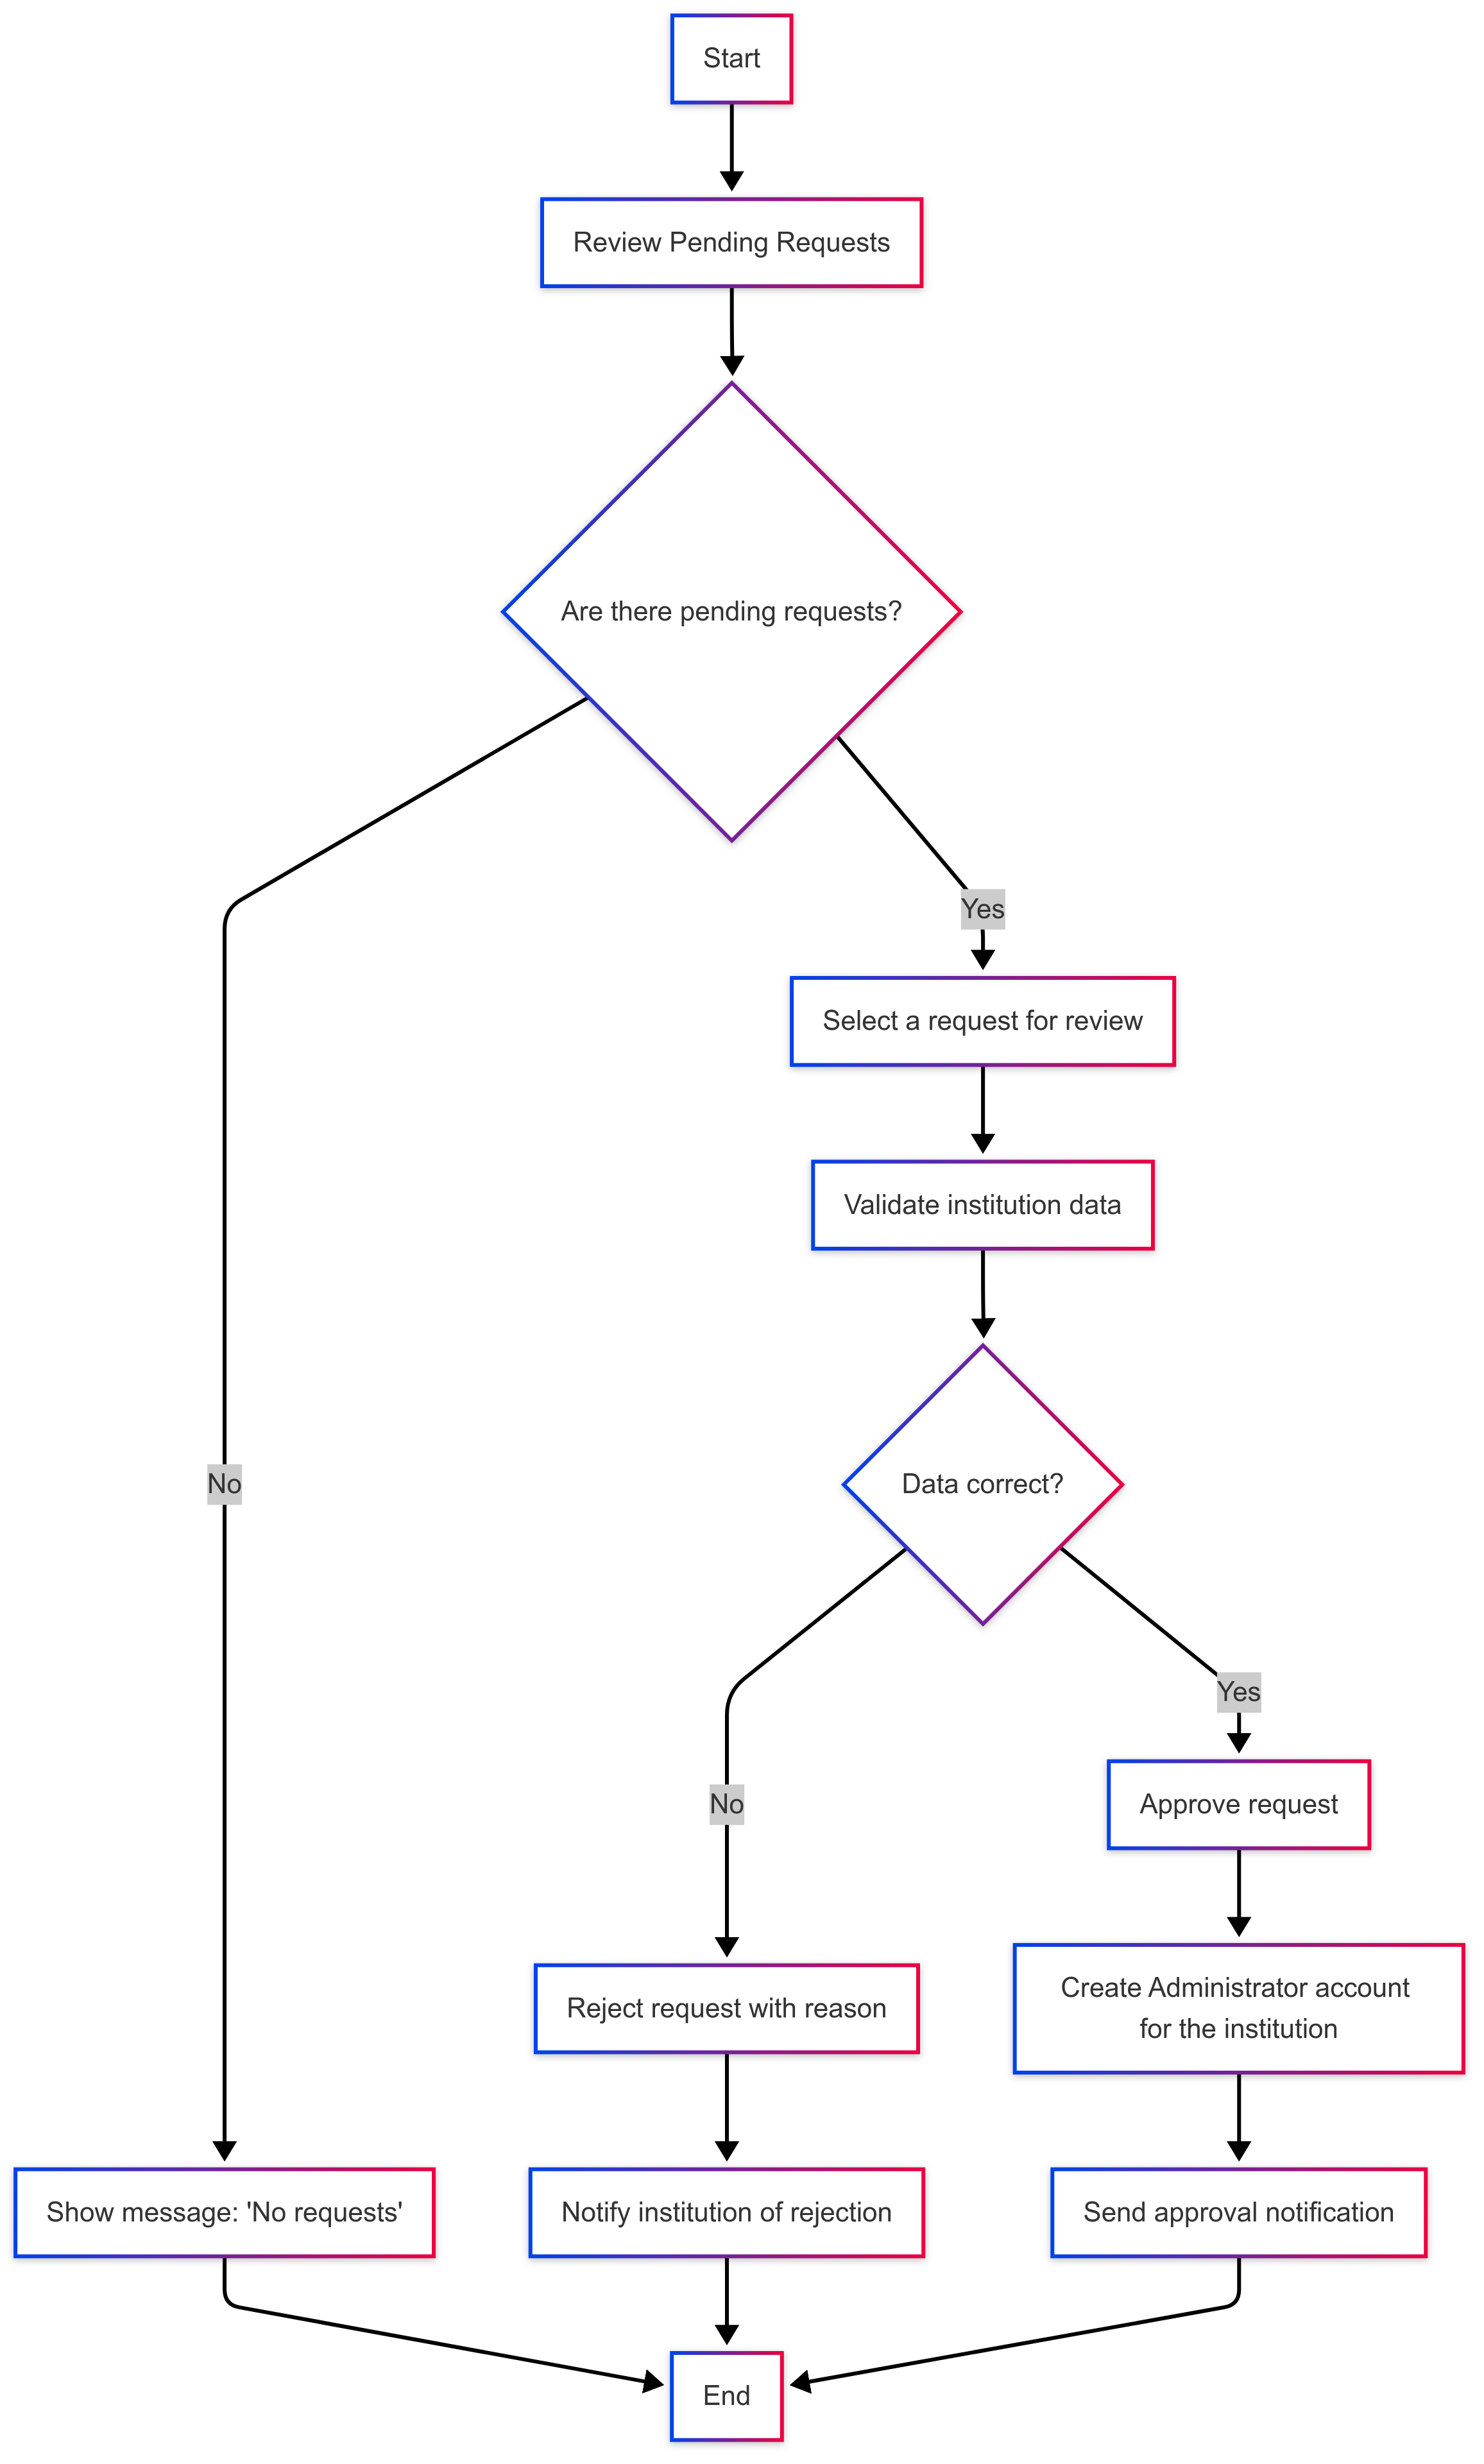 Start
Review Pending Requests
Are there pending requests?
Yes
Select a request for review
Validate institution data
No
Data correct?
Yes
No
Approve request
Create Administrator account
for the institution
Reject request with reason
Show message: 'No requests'
Notify institution of rejection
Send approval notification
End